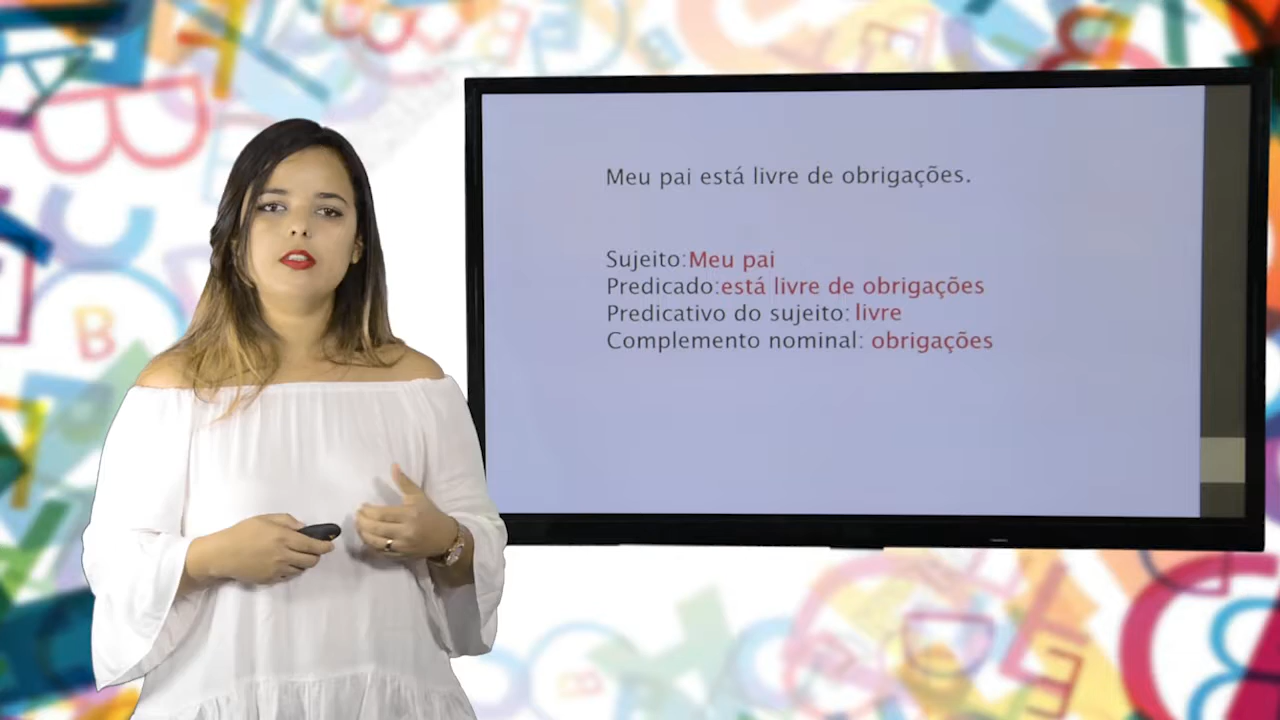 Meu pai está livre de obrigações.
Sujeito:Meu pai
Predicado:está livre de obrigações
Predicativo do sujeito: livre
Complemento nominal: obrigações